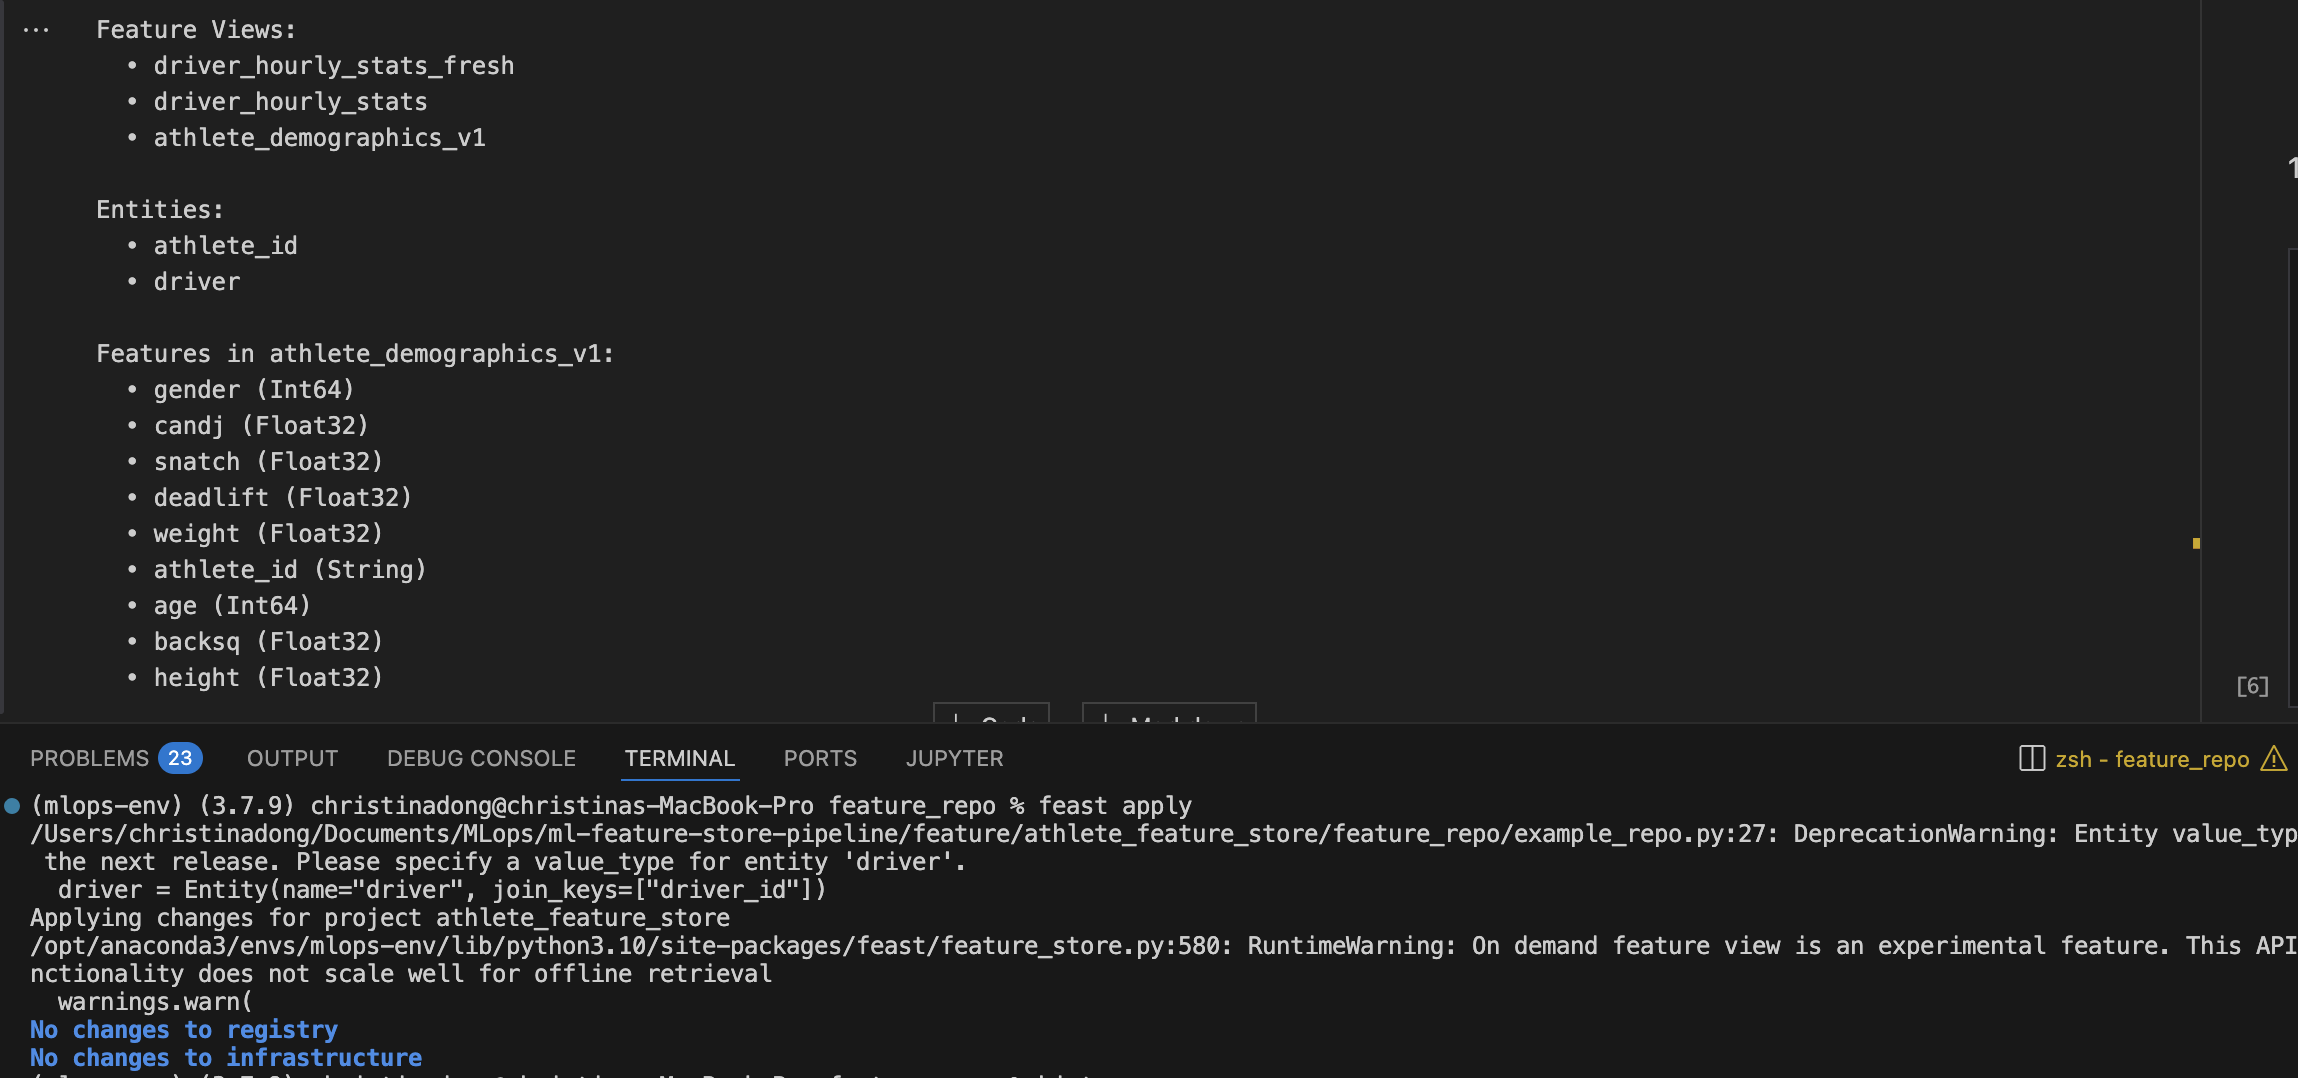 ... Feature Views:
• driver_hourly_stats_fresh
• driver_hourly_stats
• athlete_demographics_v1
Entities:
• athlete_id
• driver
Features in athlete_demographics_v1:
• gender (Int64)
• candj (Float32)
• snatch (Float32)
• deadlift (Float32)
• weight (Float32)
• athlete_id (String)
• age (Int64)
• backsq (Float32)
• height (Float32)
[6]
PROBLEMS 23 OUTPUT DEBUG CONSOLE TERMINAL PORTS JUPYTER zsh - feature_repo
(mlops-env) (3.7.9) christinadong@christinas-MacBook-Pro feature_repo % feast apply
/Users/christinadong/Documents/MLops/ml-feature-store-pipeline/feature/athlete_feature_store/feature_repo/example_repo.py:27: DeprecationWarning: Entity value_typ
the next release. Please specify a value_type for entity 'driver'.
driver = Entity(name="driver", join_keys=["driver_id"])
Applying changes for project athlete_feature_store
/opt/anaconda3/envs/mlops-env/lib/python3.10/site-packages/feast/feature_store.py:580: RuntimeWarning: On demand feature view is an experimental feature. This API
nctionality does not scale well for offline retrieval
warnings.warn(
No changes to registry
No changes to infrastructure